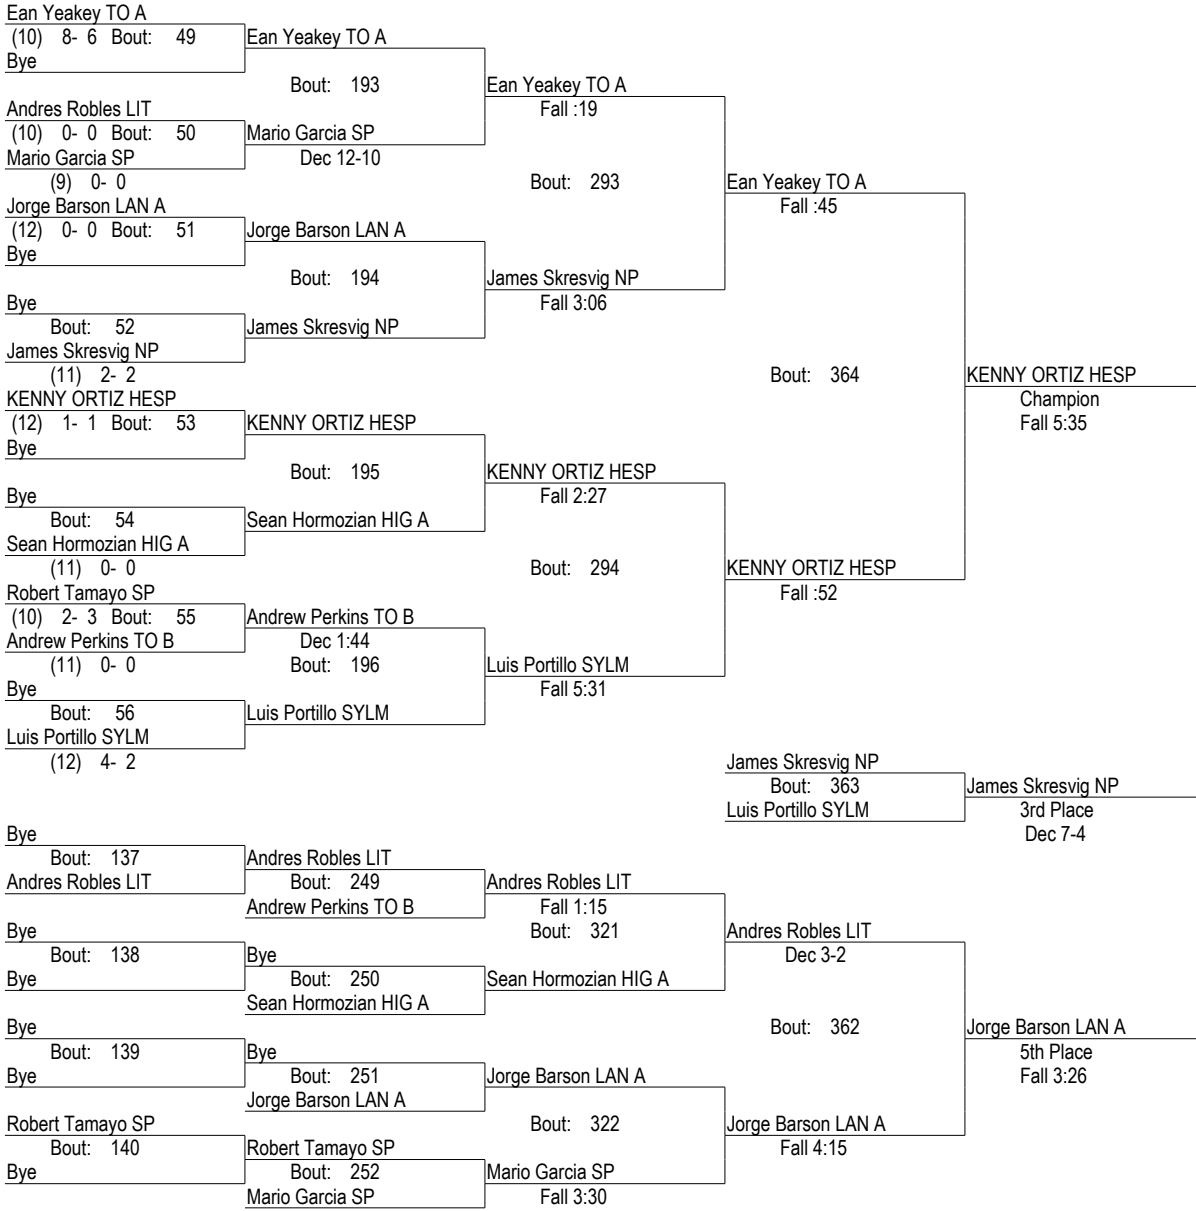 Ean Yeakey TO A
(10) 8- 6 Bout: 49
Bye
Ean Yeakey TO A
Bout: 193
Ean Yeakey TO A
Fall :19
Andres Robles LIT
(10) 0- 0 Bout: 50
Mario Garcia SP
(9) 0- 0
Mario Garcia SP
Dec 12-10
Bout: 293
Ean Yeakey TO A
Fall :45
Jorge Barson LAN A
(12) 0- 0 Bout: 51
Bye
Jorge Barson LAN A
Bout: 194
James Skresvig NP
Fall 3:06
Bye
Bout: 52
James Skresvig NP
(11) 2- 2
James Skresvig NP
Bout: 364
KENNY ORTIZ HESP
Champion
Fall 5:35
KENNY ORTIZ HESP
(12) 1- 1 Bout: 53
Bye
KENNY ORTIZ HESP
Bout: 195
KENNY ORTIZ HESP
Fall 2:27
Bye
Bout: 54
Sean Hormozian HIG A
(11) 0- 0
Sean Hormozian HIG A
Bout: 294
KENNY ORTIZ HESP
Fall :52
Robert Tamayo SP
(10) 2- 3 Bout: 55
Andrew Perkins TO B
(11) 0- 0
Andrew Perkins TO B
Dec 1:44
Bout: 196
Luis Portillo SYLM
Fall 5:31
Bye
Bout: 56
Luis Portillo SYLM
(12) 4- 2
Luis Portillo SYLM
James Skresvig NP
Bout: 363
Luis Portillo SYLM
James Skresvig NP
3rd Place
Dec 7-4
Bye
Bout: 137
Andres Robles LIT
Andres Robles LIT
Bout: 249
Andrew Perkins TO B
Andres Robles LIT
Fall 1:15
Bout: 321
Andres Robles LIT
Dec 3-2
Bye
Bout: 138
Bye
Bye
Bout: 250
Sean Hormozian HIG A
Sean Hormozian HIG A
Bout: 362
Jorge Barson LAN A
5th Place
Fall 3:26
Bye
Bout: 139
Bye
Bye
Bout: 251
Jorge Barson LAN A
Jorge Barson LAN A
Bout: 322
Jorge Barson LAN A
Fall 4:15
Robert Tamayo SP
Bout: 140
Bye
Robert Tamayo SP
Bout: 252
Mario Garcia SP
Mario Garcia SP
Fall 3:30